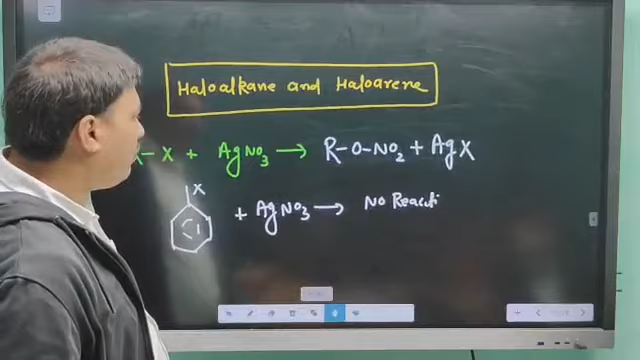 Haloalkane and Haloarene
- X + AgNO3 → R-O-NO2 + AgX
X
+ AgNO3 → No Reacti